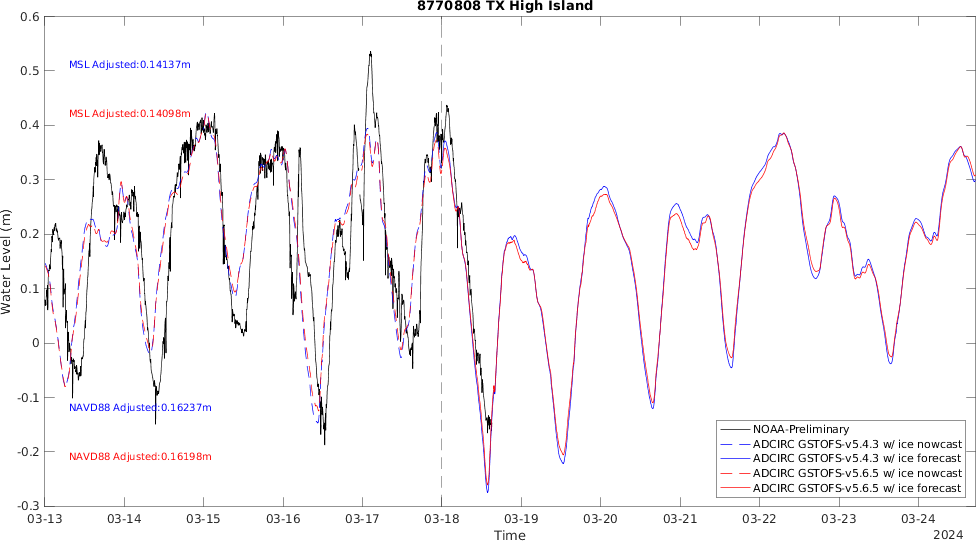 8770808 TX High Island
0.6
0.5
0.4
0.3
0.2
0.1
0
-0.1
-0.2
-0.3
Water Level (m)
MSL Adjusted:0.14137m
MSL Adjusted:0.14098m
NAVD88 Adjusted:0.16237m
NAVD88 Adjusted:0.16198m
NOAA-Preliminary
ADCIRC GSTOFS-v5.4.3 w/ ice nowcast
ADCIRC GSTOFS-v5.4.3 w/ ice forecast
ADCIRC GSTOFS-v5.6.5 w/ ice nowcast
ADCIRC GSTOFS-v5.6.5 w/ ice forecast
03-13 03-14 03-15 03-16 03-17 03-18 03-19 03-20 03-21 03-22 03-23 03-24
Time
2024